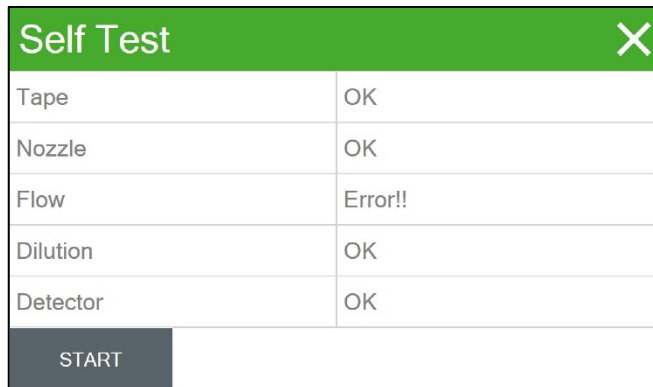 Self Test
Tape OK
Nozzle OK
Flow Error!!
Dilution OK
Detector OK
START